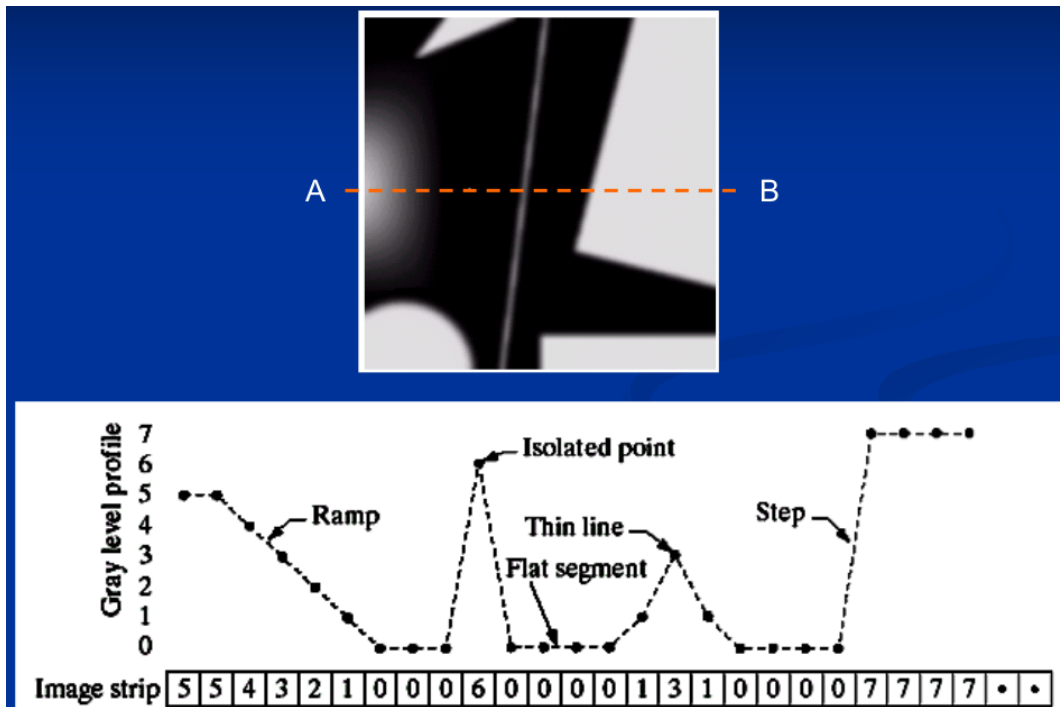 A B
7
6 Isolated point
5
4 Ramp Step
3 Thin line
2 Flat segment
1
0
Gray level profile
Image strip 5 5 4 3 2 1 0 0 0 6 0 0 0 0 1 3 1 0 0 0 0 7 7 7 7 • •